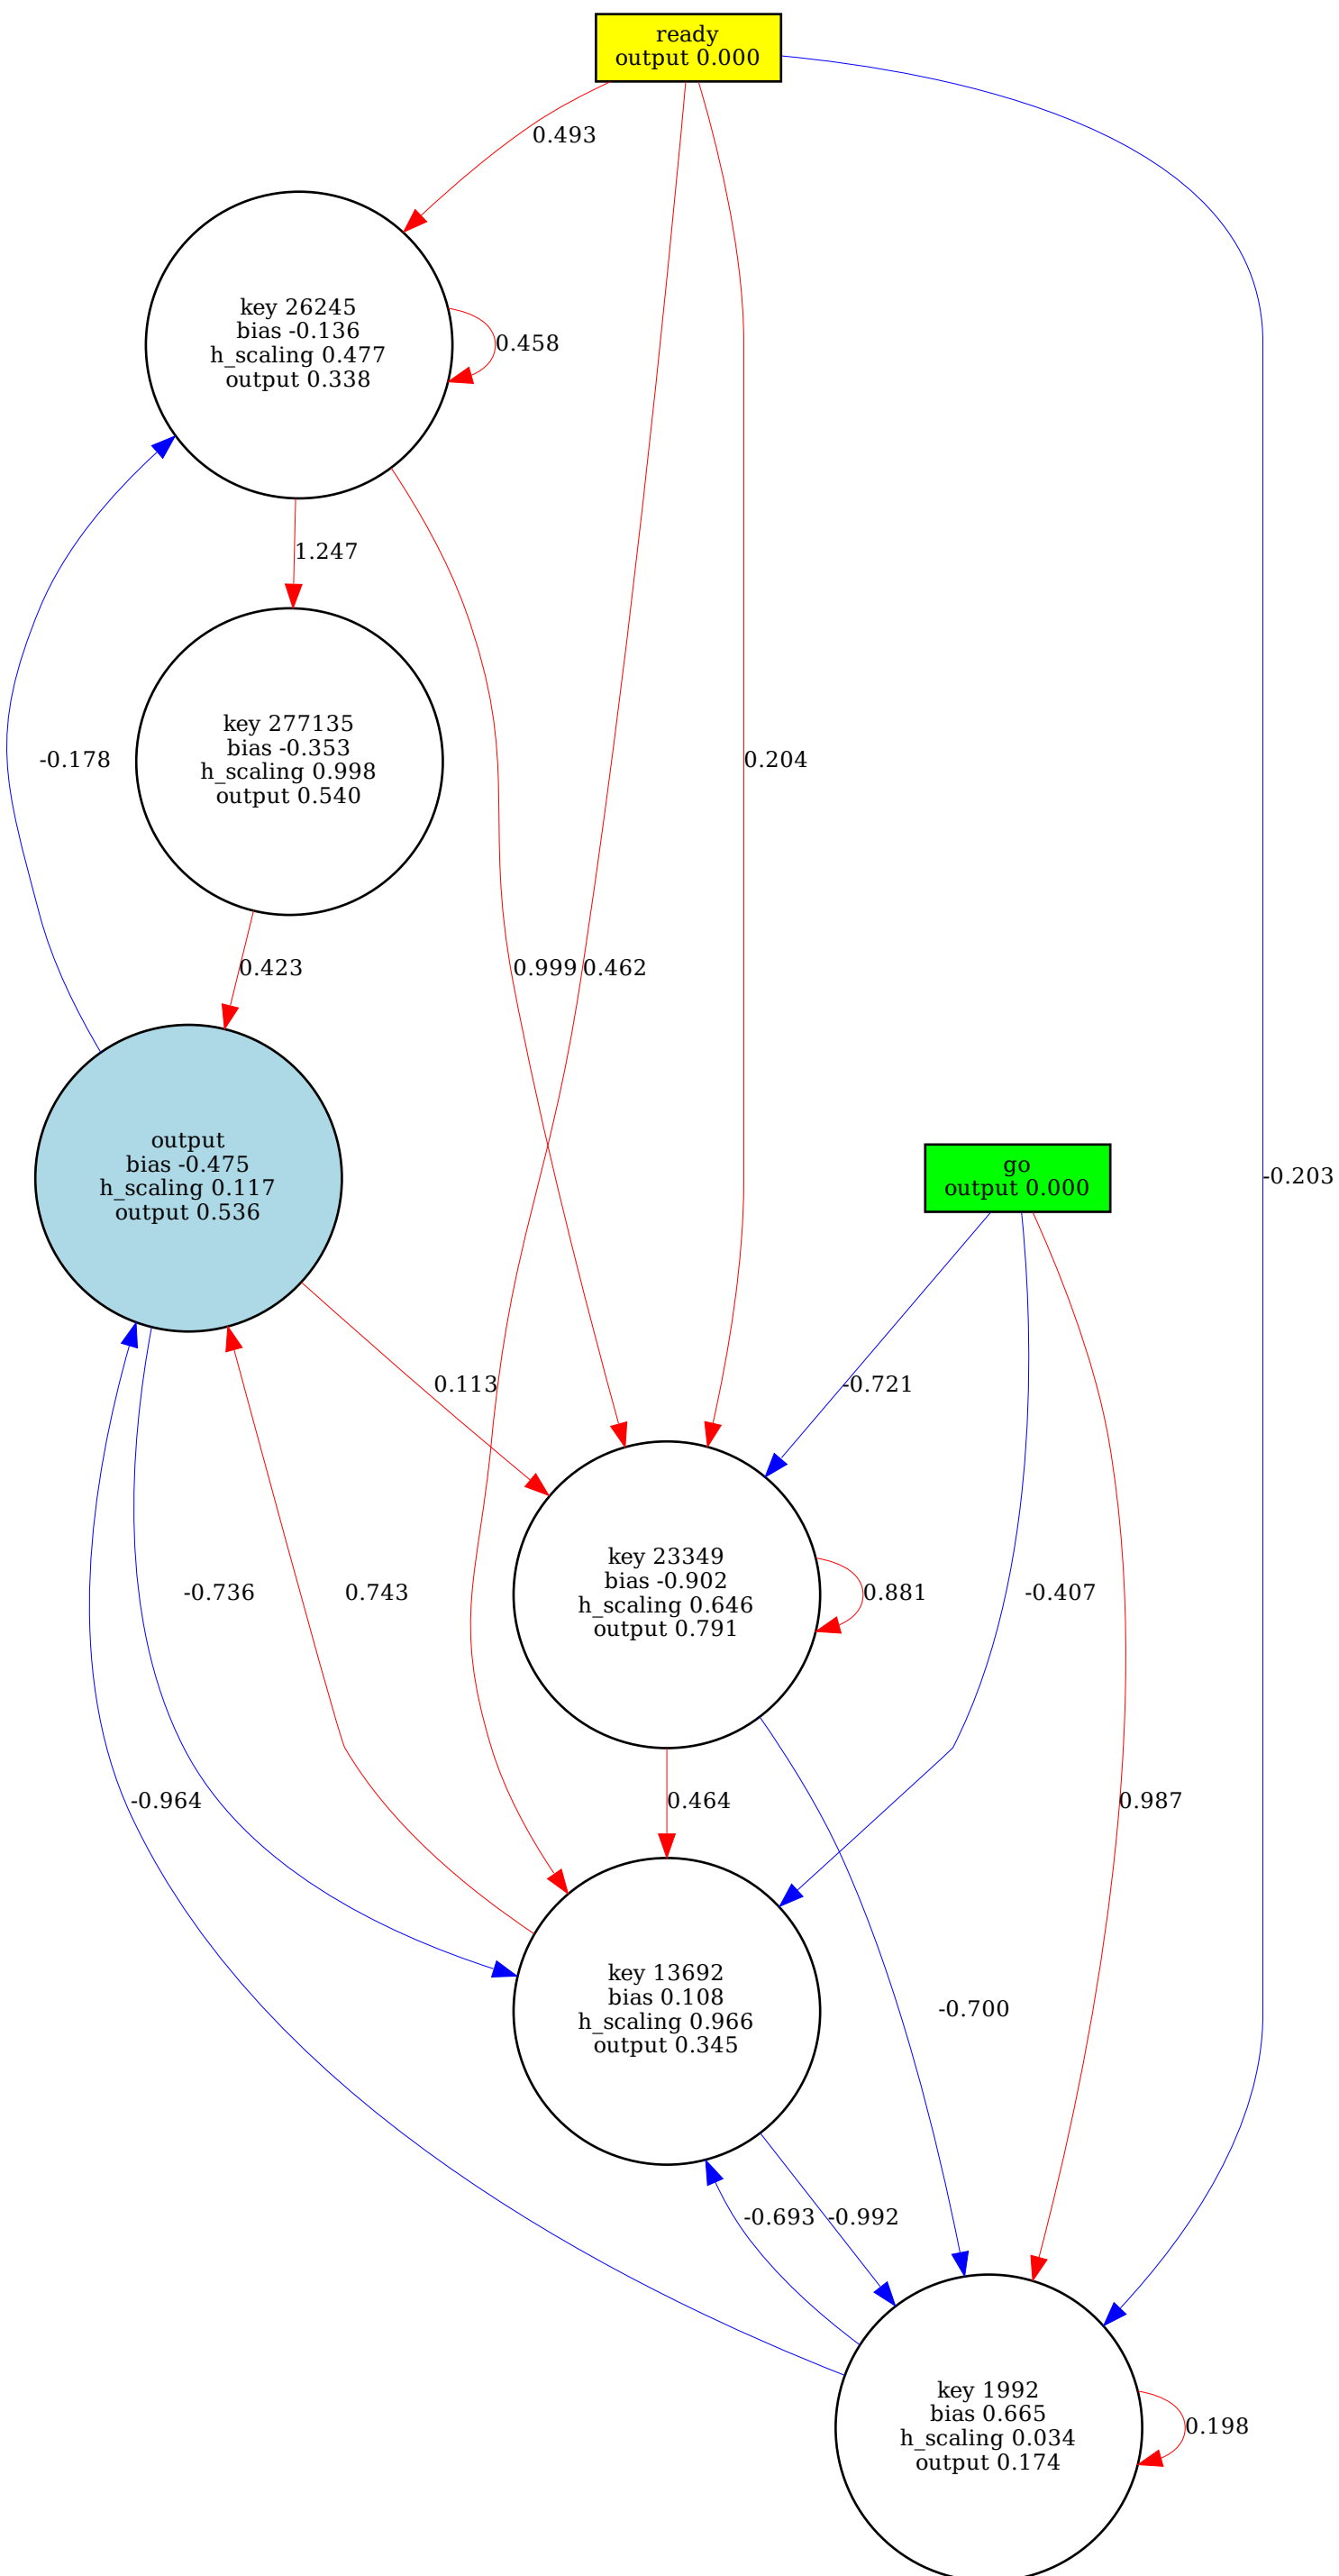 ready
output 0.000
0.493
key 26245
bias -0.136
h_scaling 0.477
output 0.338
0.458
1.247
key 277135
bias -0.353
h_scaling 0.998
output 0.540
-0.178
0.204
0.423
0.999
0.462
output
bias -0.475
h_scaling 0.117
output 0.536
go
output 0.000
-0.203
0.113
-0.721
key 23349
bias -0.902
h_scaling 0.646
output 0.791
-0.736
0.743
0.881
-0.407
-0.964
0.464
0.987
key 13692
bias 0.108
h_scaling 0.966
output 0.345
-0.700
-0.693
-0.992
key 1992
bias 0.665
h_scaling 0.034
output 0.174
0.198